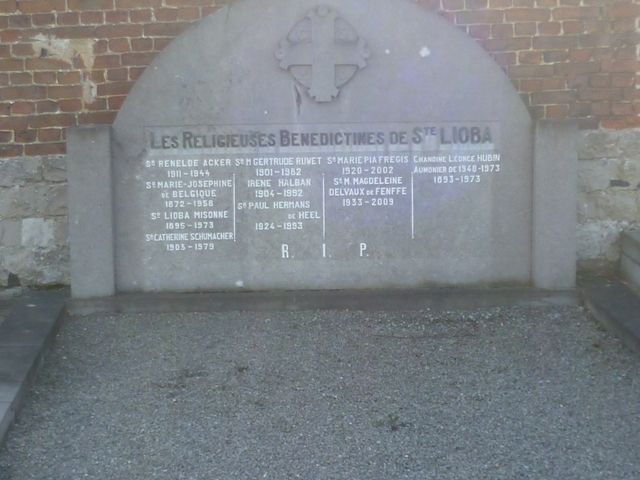 LES RELIGIEUSES BENEDICTINES DE STE LIOBA
SR RENELDE ACKER
1911 - 1944
SR MARIE-JOSEPHINE
DE BELGIQUE
1872 - 1958
SR LIOBA MISONNE
1895 - 1973
SR CATHERINE SCHUMACHER
1903 - 1979
SR M GERTRUDE RUVET
1901 - 1982
IRENE HALBAN
1904 - 1992
SR PAUL HERMANS
DE HEEL
1924 - 1993
SR MARIE PIA FREGIS
1920 - 2002
SR M. MAGDELEINE
DELVAUX DE FENFFE
1933 - 2009
CHANOINE LEONCE HUBIN
AUMONIER DE 1940-1973
1893 - 1973
R. I. P.